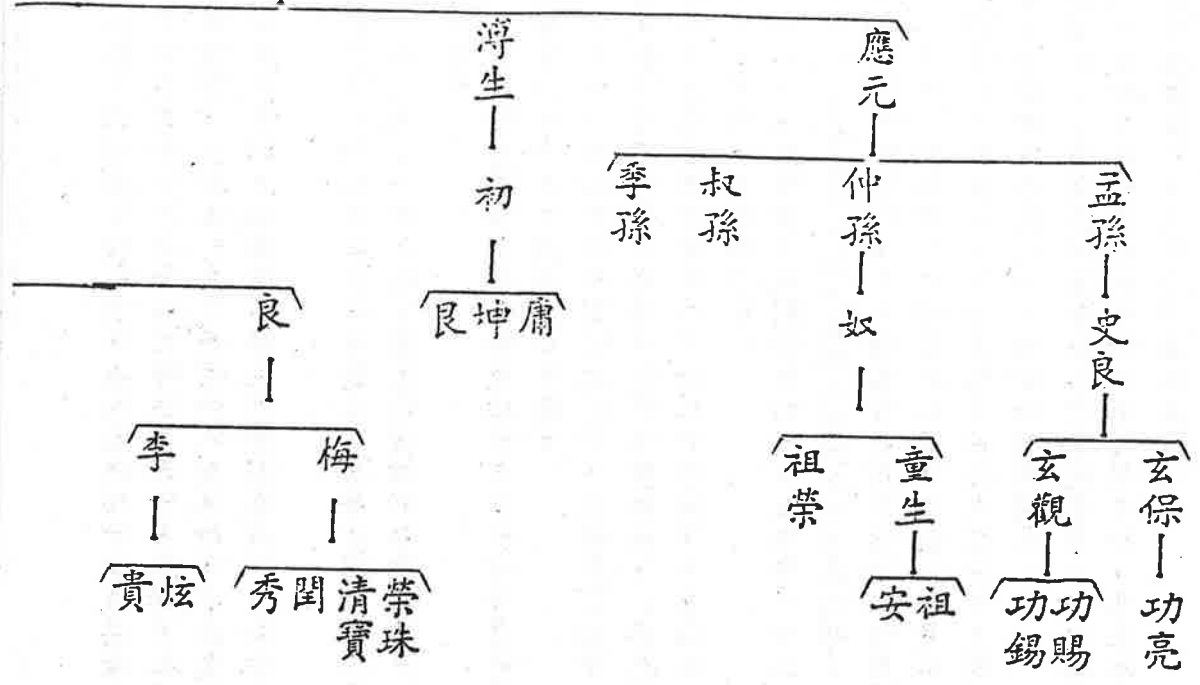 應元
溥生
孟孫
仲孫
叔孫
季孫
初
史良
奴
庸
坤
艮
良
玄保
玄觀
童生
祖榮
梅
李
功亮
功賜
功錫
祖
安
榮珠
清寶
閏
秀
炫
貴